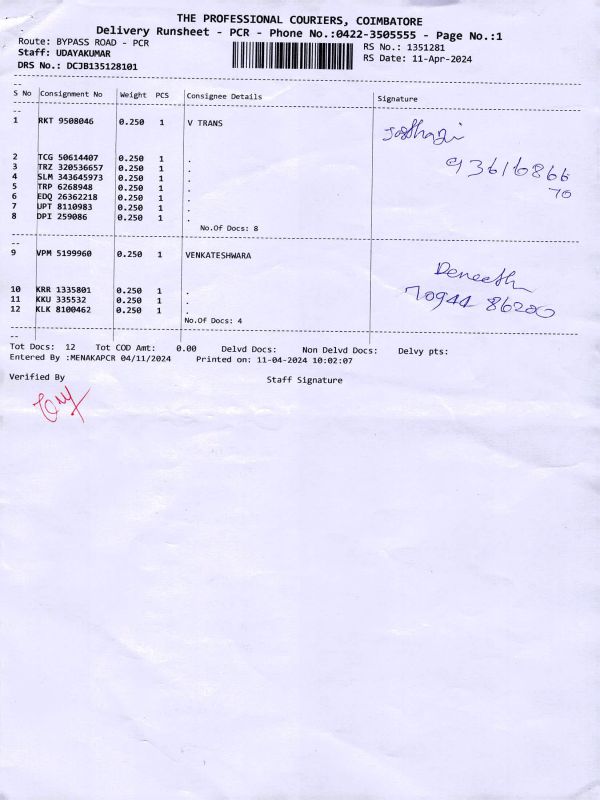 THE PROFESSIONAL COURIERS, COIMBATORE
Delivery Runsheet - PCR - Phone No.:0422-3505555 - Page No.:1
Route: BYPASS ROAD - PCR
RS No.: 1351281
Staff: UDAYAKUMAR
RS Date: 11-Apr-2024
DRS No.: DCJB135128101
S No Consignment No Weight PCS Consignee Details Signature
1 RKT 9508046 0.250 1 V TRANS
2 TCG 50614407 0.250 1 .
3 TRZ 320536657 0.250 1 .
4 SLM 343645973 0.250 1 .
5 TRP 6268948 0.250 1 .
6 EDQ 26362218 0.250 1 .
7 UPT 8110983 0.250 1 .
8 DPI 259086 0.250 1 .
93616866
70
No.Of Docs: 8
9 VPM 5199960 0.250 1 VENKATESHWARA
10 KRR 1335801 0.250 1 .
11 KKU 335532 0.250 1 .
12 KLK 8100462 0.250 1 .
70944 86200
No.Of Docs: 4
Tot Docs: 12 Tot COD Amt: 0.00 Delvd Docs: Non Delvd Docs: Delvy pts:
Entered By :MENAKAPCR 04/11/2024 Printed on: 11-04-2024 10:02:07
Verified By
Staff Signature